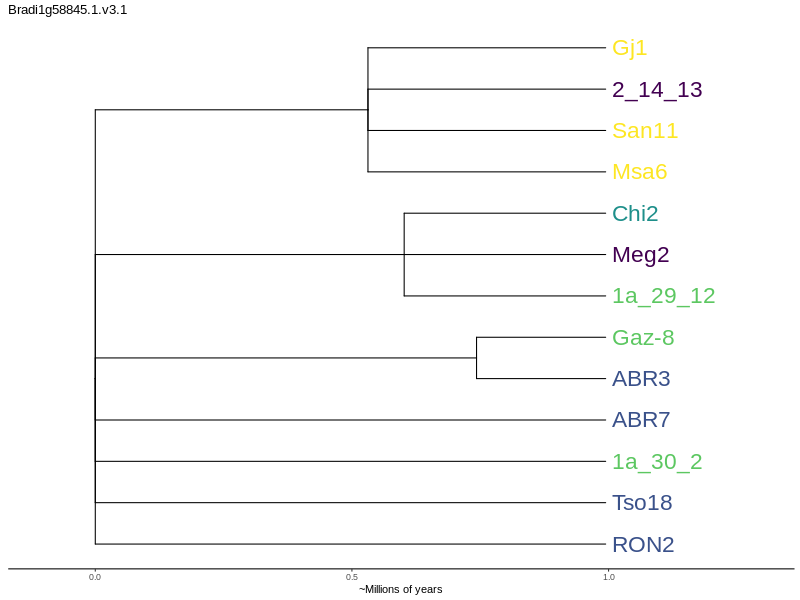 Bradi1g58845.1.v3.1
Gj1
2_14_13
San11
Msa6
Chi2
Meg2
1a_29_12
Gaz-8
ABR3
ABR7
1a_30_2
Tso18
RON2
0.0 0.5 1.0
~Millions of years